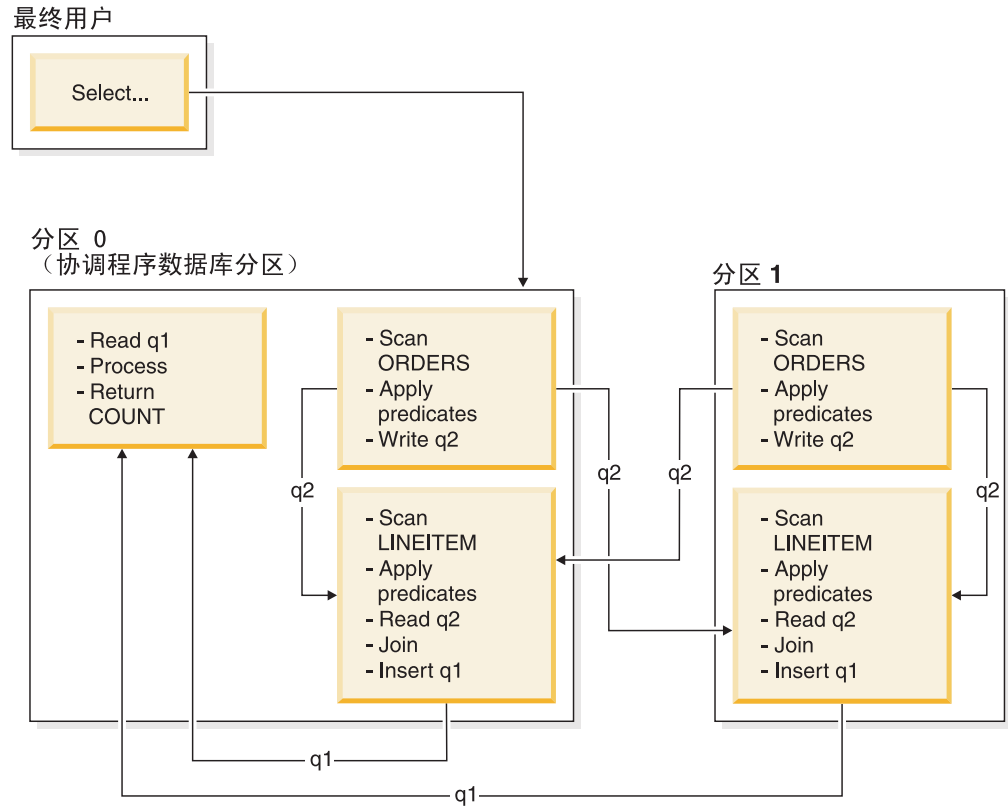 最终用户
Select...
分区 0
（协调程序数据库分区）
- Read q1
- Process
- Return
COUNT
- Scan
ORDERS
- Apply
predicates
- Write q2
q2
- Scan
LINEITEM
- Apply
predicates
- Read q2
- Join
- Insert q1
q2
q2
分区 1
- Scan
ORDERS
- Apply
predicates
- Write q2
q2
- Scan
LINEITEM
- Apply
predicates
- Read q2
- Join
- Insert q1
q1
q1